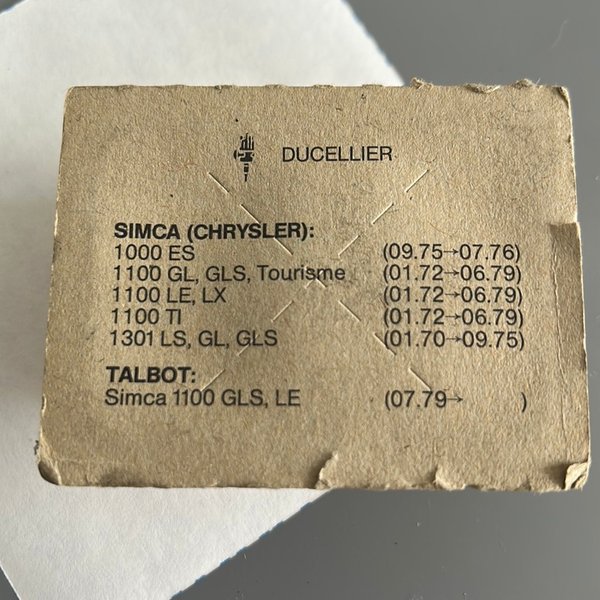 DUCELLIER
SIMCA (CHRYSLER):
1000 ES (09.75→07.76)
1100 GL, GLS, Tourisme (01.72→06.79)
1100 LE, LX (01.72→06.79)
1100 TI (01.72→06.79)
1301 LS, GL, GLS (01.70→09.75)
TALBOT:
Simca 1100 GLS, LE (07.79→ )